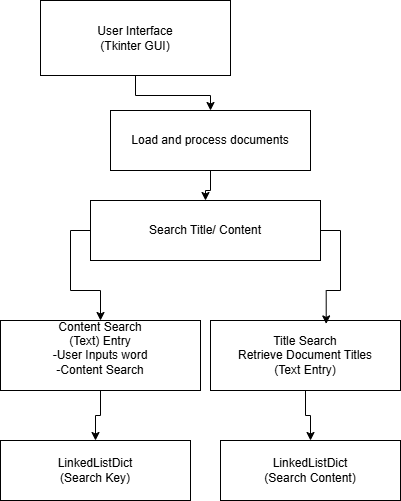 User Interface
(Tkinter GUI)
Load and process documents
Search Title/ Content
Content Search
(Text) Entry
-User Inputs word
-Content Search
Title Search
Retrieve Document Titles
(Text Entry)
LinkedListDict
(Search Key)
LinkedListDict
(Search Content)